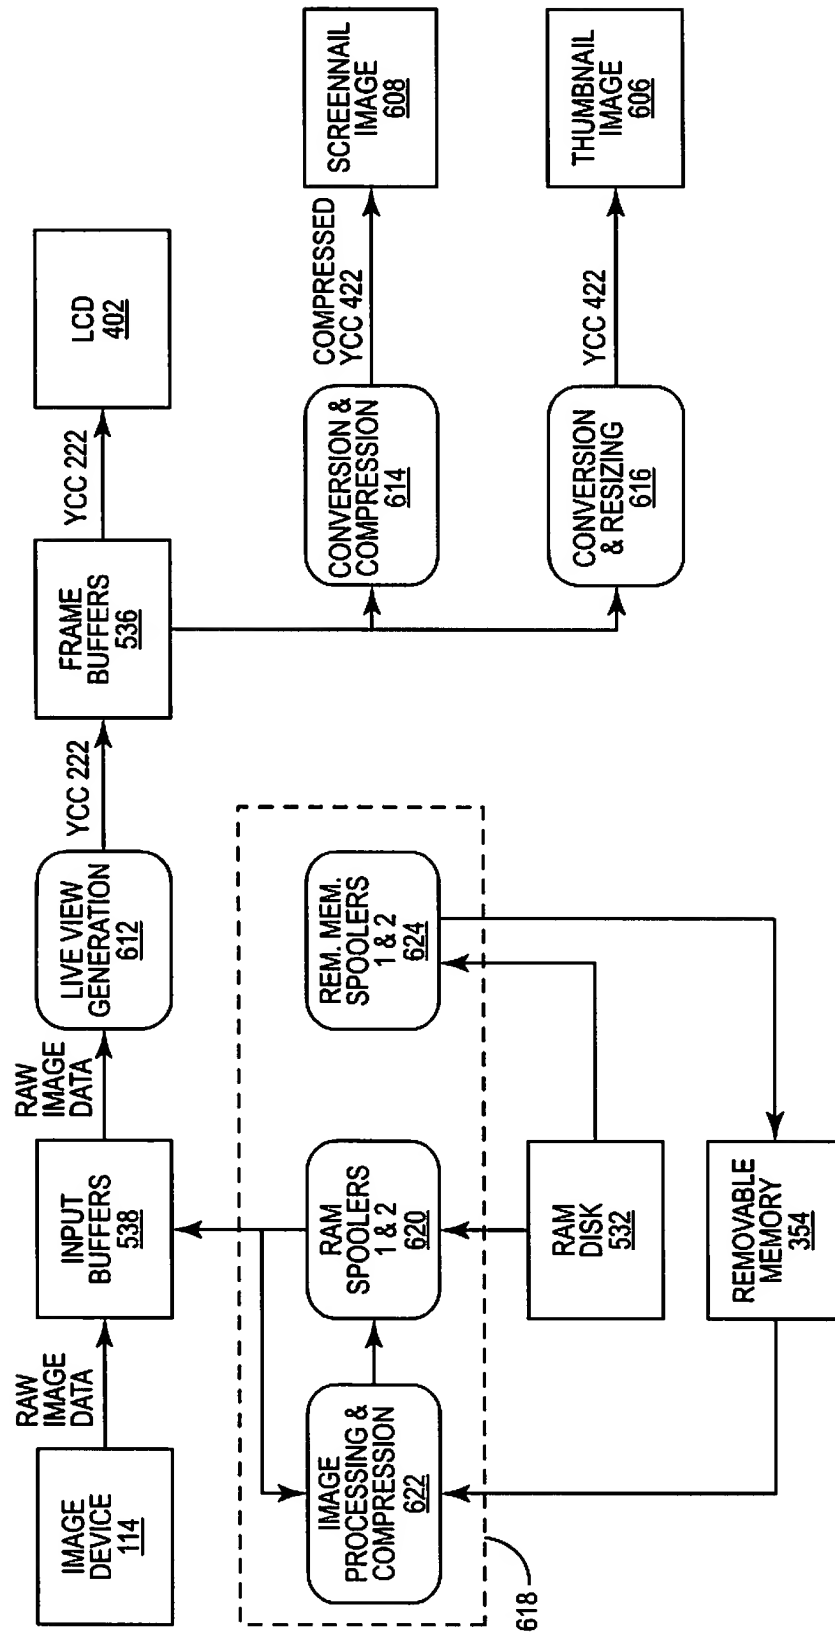 IMAGE
DEVICE
114
RAW
IMAGE
DATA
INPUT
BUFFERS
538
RAW
IMAGE
DATA
LIVE VIEW
GENERATION
612
YCC 222
FRAME
BUFFERS
536
YCC 222
LCD
402
IMAGE
PROCESSING &
COMPRESSION
622
RAM
SPOOLERS
1 & 2
620
REM. MEM.
SPOOLERS
1 & 2
624
CONVERSION &
COMPRESSION
614
COMPRESSED
YCC 422
SCREENNAIL
IMAGE
608
618
RAM
DISK
532
CONVERSION
& RESIZING
616
YCC 422
THUMBNAIL
IMAGE
606
REMOVABLE
MEMORY
354